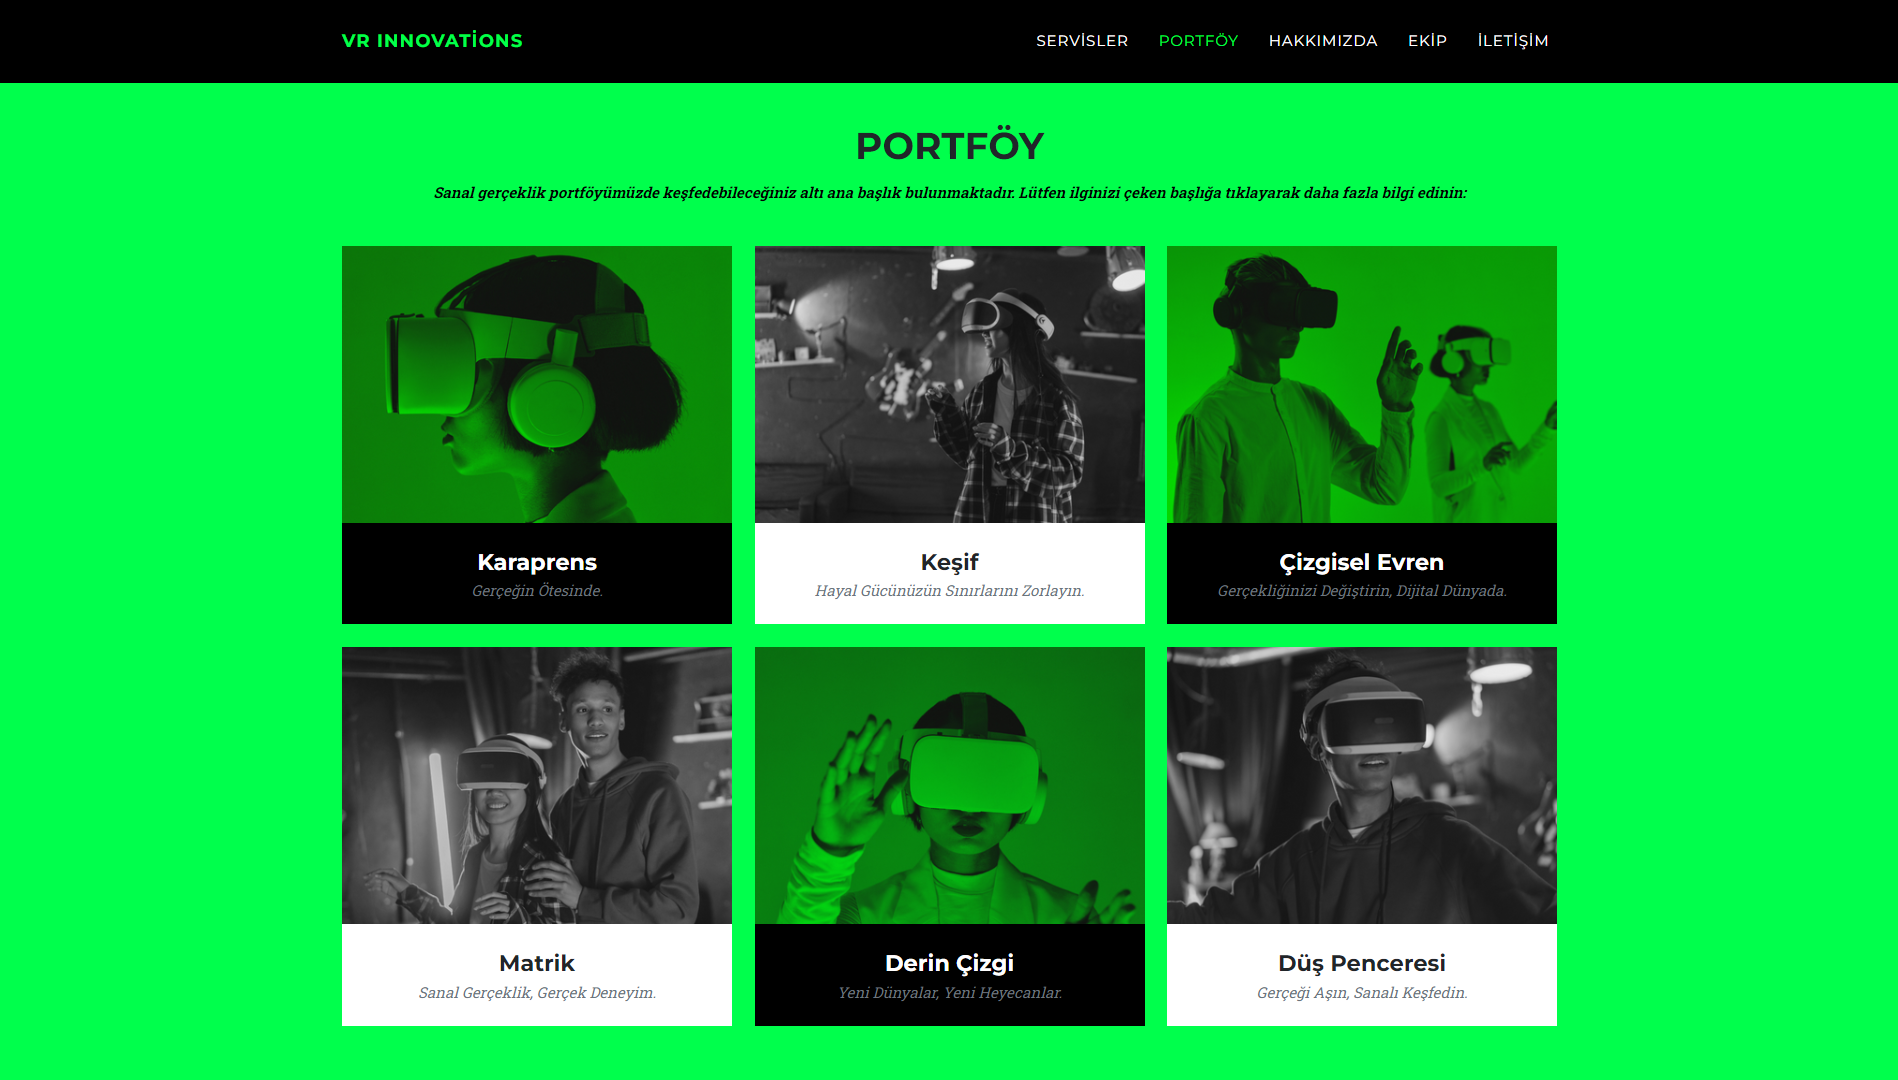 VR INNOVATİONS
SERVİSLER PORTFÖY HAKKIMIZDA EKİP İLETİŞİM
PORTFÖY
Sanal gerçeklik portföyümüzde keşfedebileceğiniz altı ana başlık bulunmaktadır. Lütfen ilginizi çeken başlığa tıklayarak daha fazla bilgi edinin:
Karaprens
Gerçeğin Ötesinde.
Keşif
Hayal Gücünüzün Sınırlarını Zorlayın.
Çizgisel Evren
Gerçekliğinizi Değiştirin, Dijital Dünyada.
Matrik
Sanal Gerçeklik, Gerçek Deneyim.
Derin Çizgi
Yeni Dünyalar, Yeni Heyecanlar.
Düş Penceresi
Gerçeği Aşın, Sanalı Keşfedin.